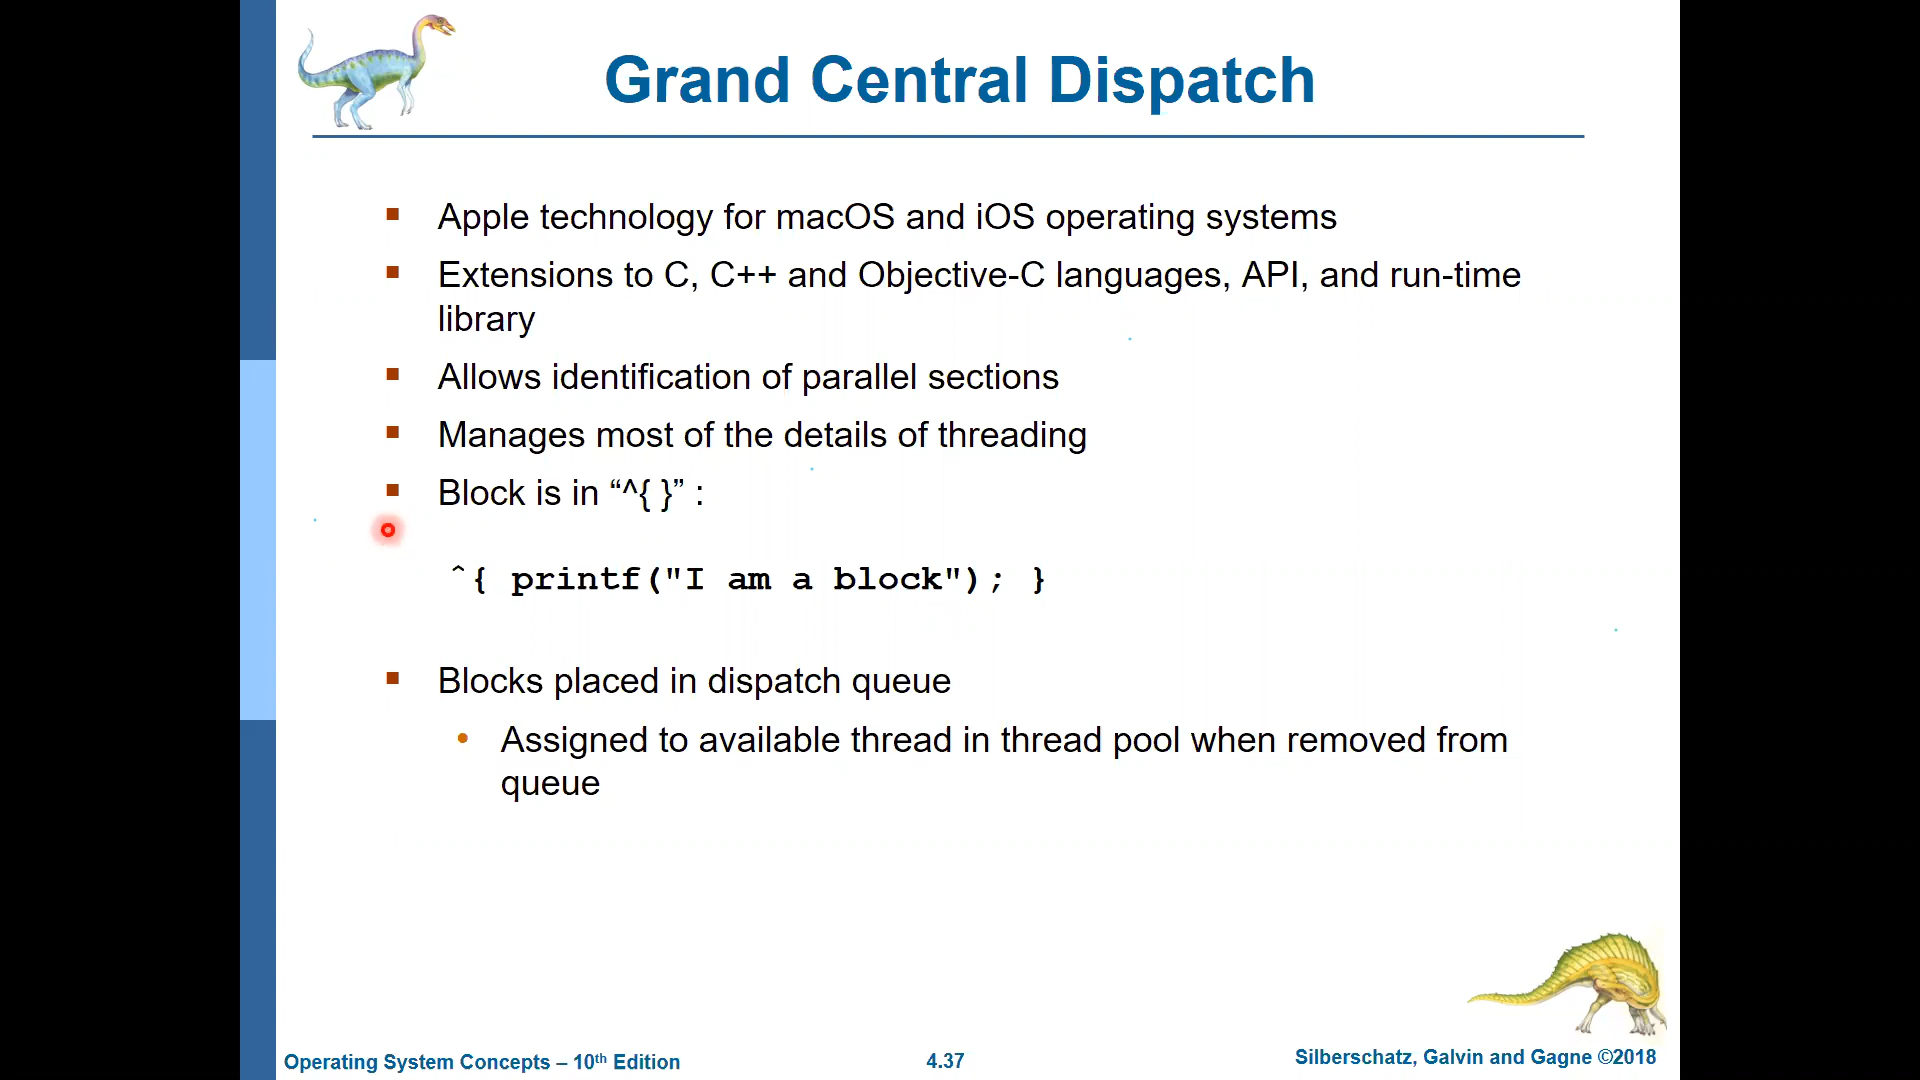 Grand Central Dispatch
Apple technology for macOS and iOS operating systems
Extensions to C, C++ and Objective-C languages, API, and run-time
library
Allows identification of parallel sections
Manages most of the details of threading
Block is in “^{ }” :
ˆ{ printf("I am a block"); }
Blocks placed in dispatch queue
Assigned to available thread in thread pool when removed from
queue
Operating System Concepts – 10th Edition
4.37
Silberschatz, Galvin and Gagne ©2018